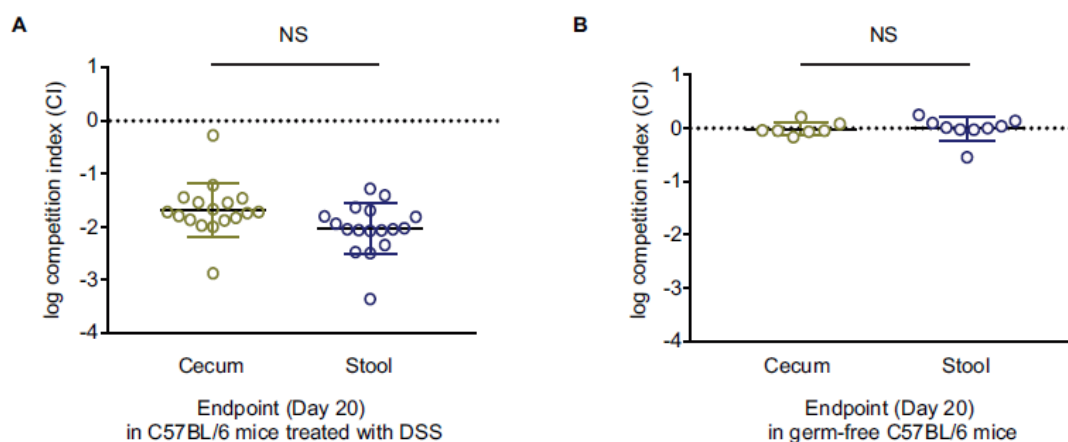 A
NS
log competition index (CI)
1
0
-1
-2
-3
-4
Cecum
Stool
Endpoint (Day 20)
in C57BL/6 mice treated with DSS
B
NS
log competition index (CI)
1
0
-1
-2
-3
-4
Cecum
Stool
Endpoint (Day 20)
in germ-free C57BL/6 mice